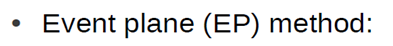 • Event plane (EP) method: